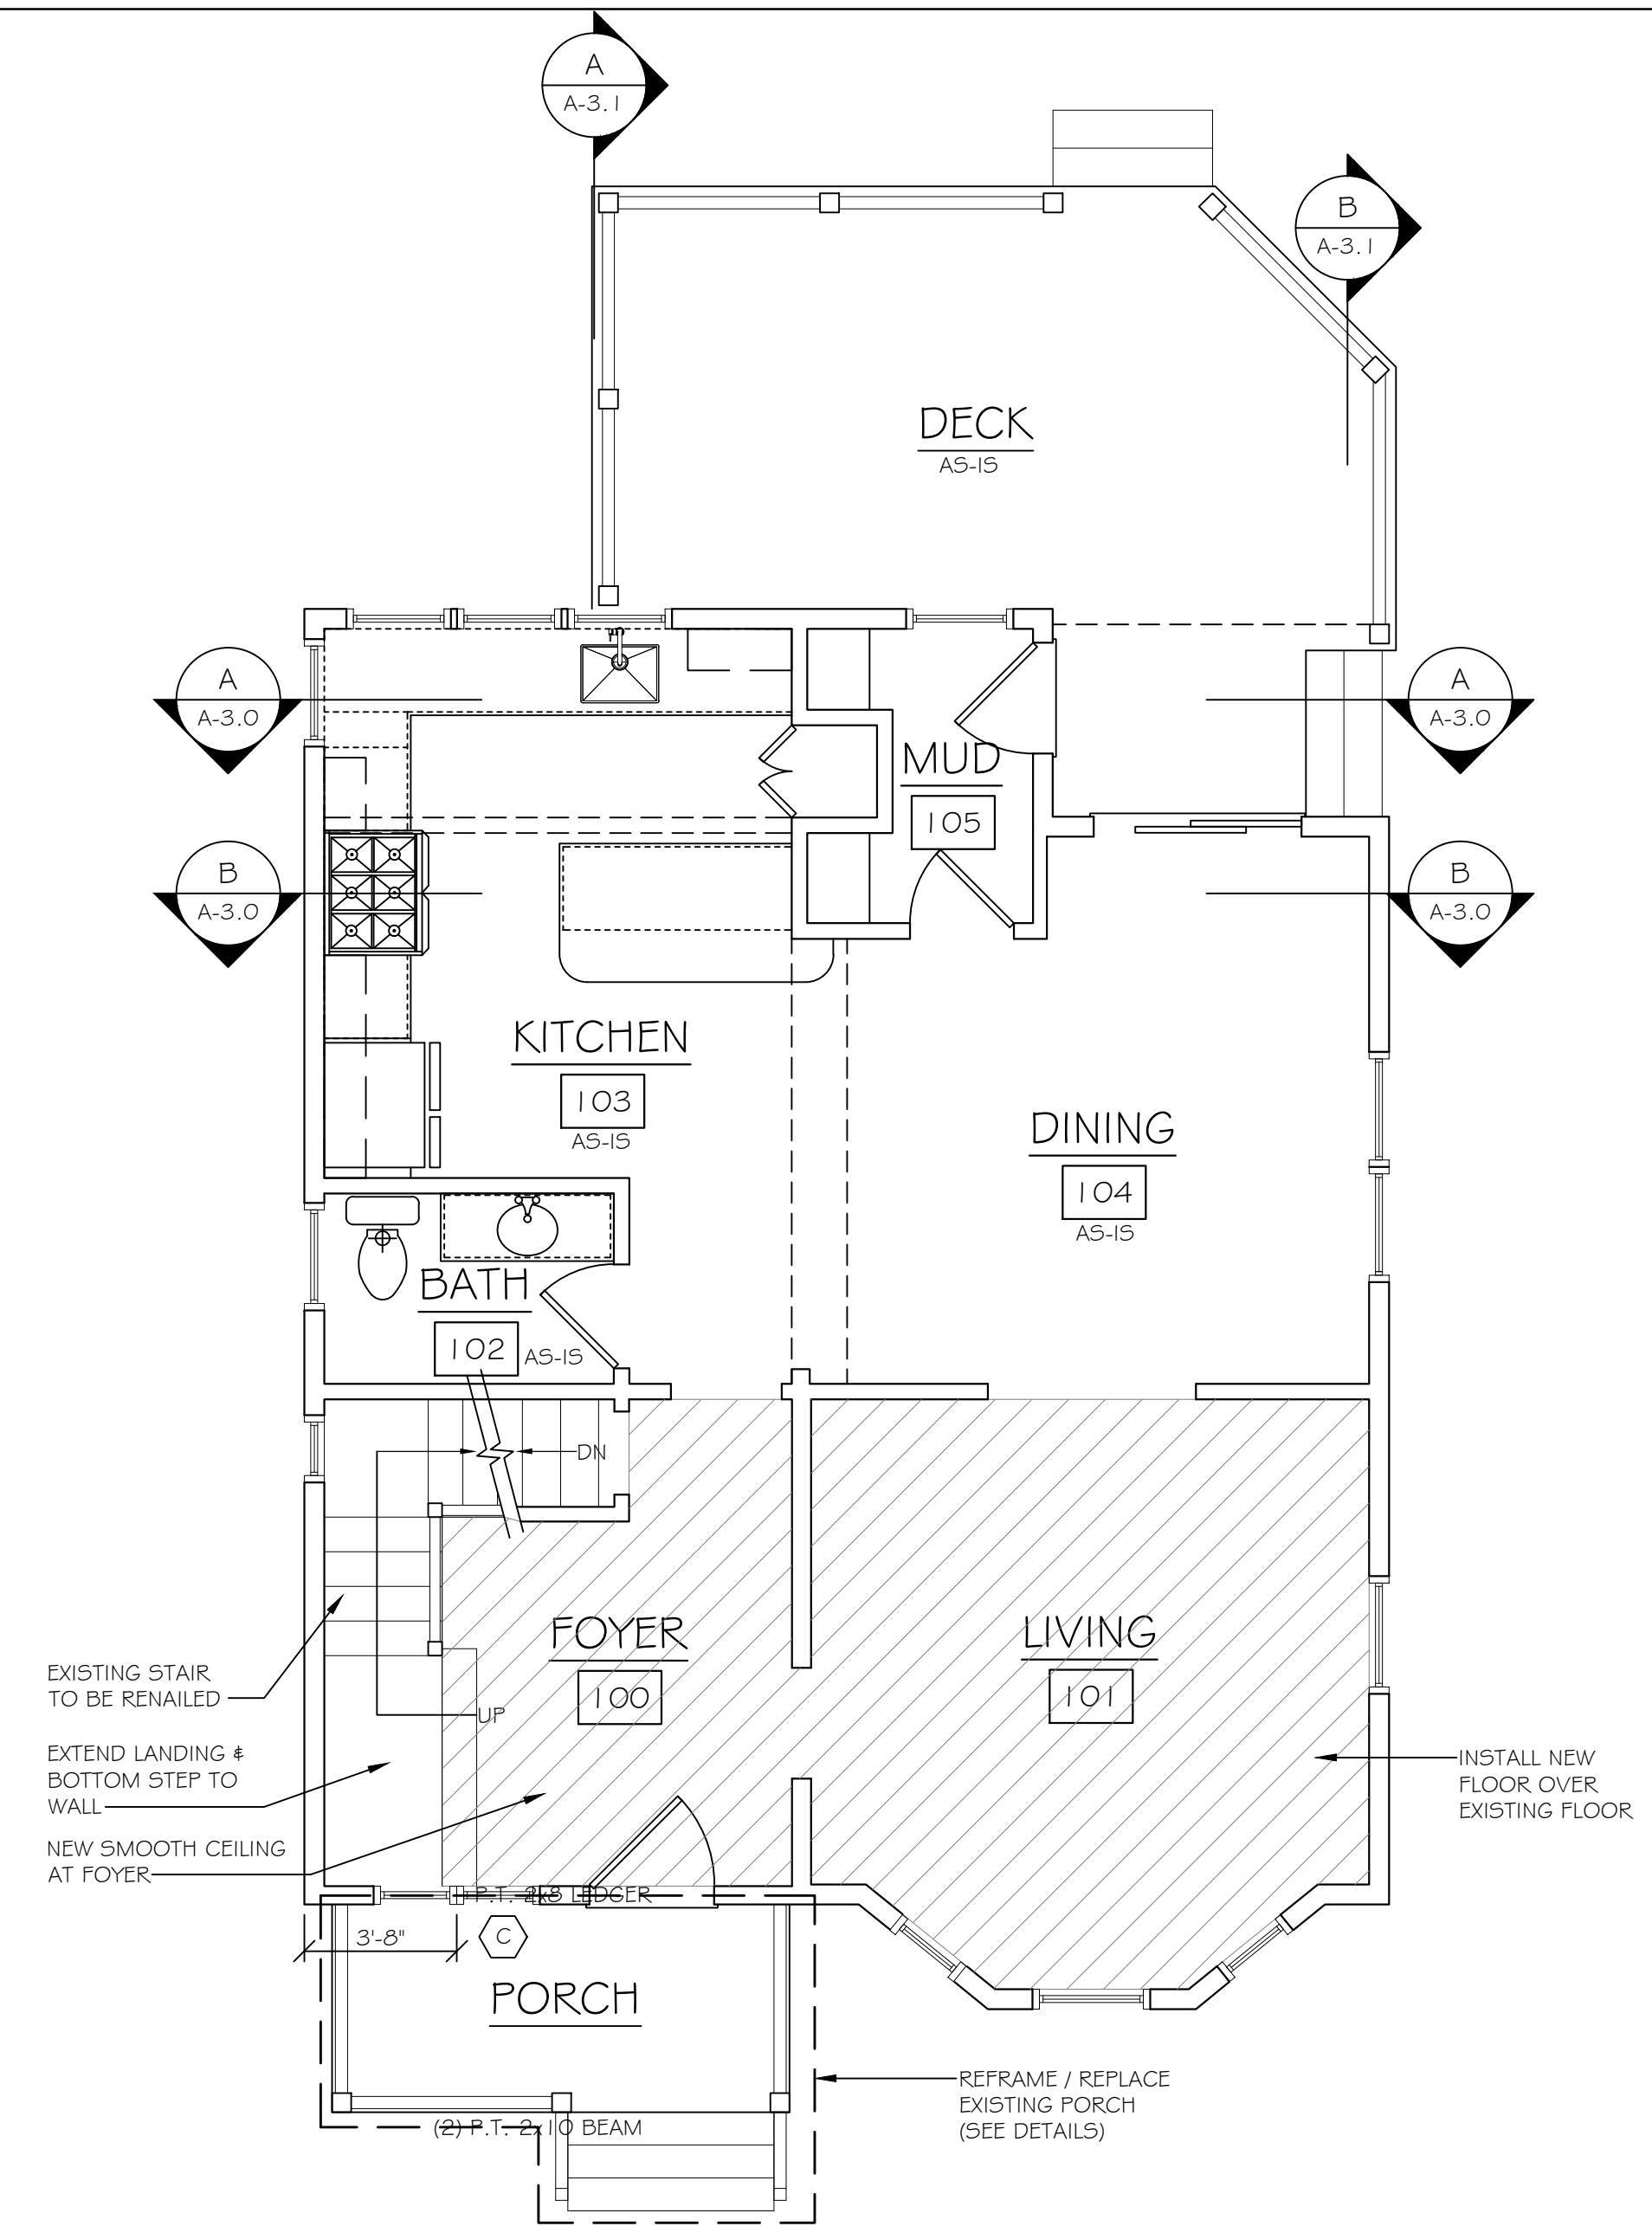 A
A-3.1
B
A-3.1
DECK
AS-IS
A
A-3.0
A
A-3.0
MUD
105
B
A-3.0
B
A-3.0
KITCHEN
103
AS-IS
DINING
104
AS-IS
BATH
102
AS-IS
DN
FOYER
100
LIVING
101
EXISTING STAIR
TO BE RENAILED
UP
EXTEND LANDING &
BOTTOM STEP TO
WALL
INSTALL NEW
FLOOR OVER
EXISTING FLOOR
NEW SMOOTH CEILING
AT FOYER
P.T. 2x8 LEDGER
3'-8"
C
PORCH
REFRAME / REPLACE
EXISTING PORCH
(SEE DETAILS)
(2) P.T. 2x10 BEAM